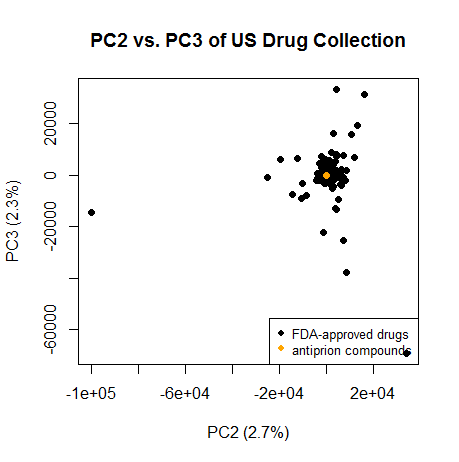 PC2 vs. PC3 of US Drug Collection
PC3 (2.3%)
20000
0
-20000
-60000
FDA-approved drugs
antiprion compounds
-1e+05
-6e+04
-2e+04
2e+04
PC2 (2.7%)